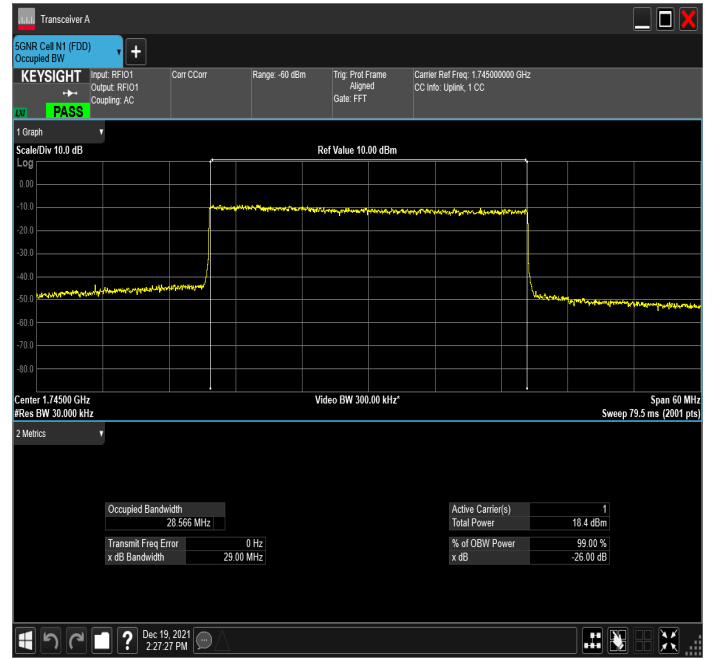 Transceiver A
5GNR Cell N1 (FDD)
Occupied BW
KEYSIGHT
LXI
PASS
Input: RFIO1
Output: RFIO1
Coupling: AC
Corr CCorr
Range: -60 dBm
Trig: Prot Frame
Aligned
Gate: FFT
Carrier Ref Freq: 1.745000000 GHz
CC Info: Uplink, 1 CC
1 Graph
Scale/Div 10.0 dB
Ref Value 10.00 dBm
Log
0.00
-10.0
-20.0
-30.0
-40.0
-50.0
-60.0
-70.0
-80.0
Center 1.74500 GHz
Video BW 300.00 kHz*
Span 60 MHz
#Res BW 30.000 kHz
Sweep 79.5 ms (2001 pts)
2 Metrics
Occupied Bandwidth
28.566 MHz
Transmit Freq Error 0 Hz
x dB Bandwidth 29.00 MHz
Active Carrier(s) 1
Total Power 18.4 dBm
% of OBW Power 99.00 %
x dB -26.00 dB
Dec 19, 2021
2:27:27 PM